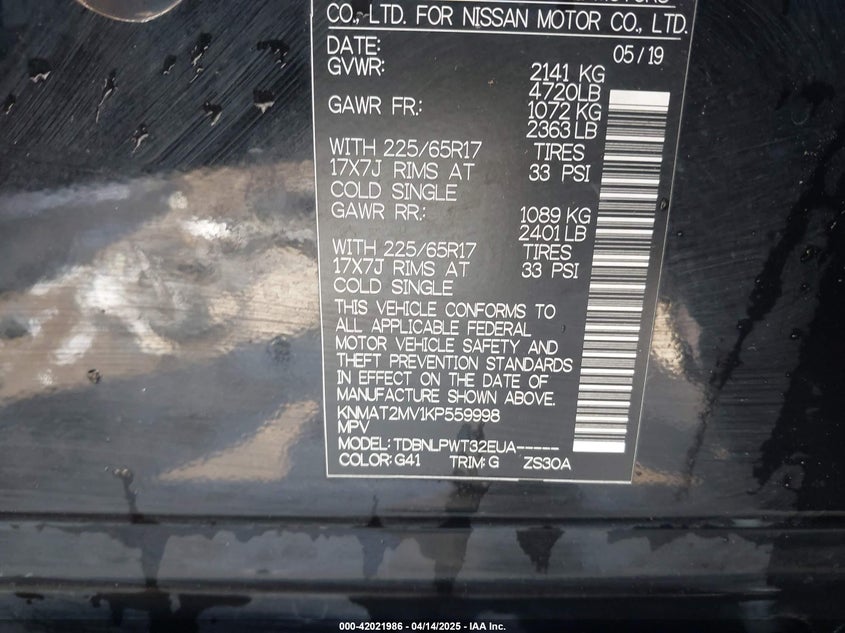 MOTORS
CO., LTD. FOR NISSAN MOTOR CO., LTD.
DATE: 05/19
GVWR: 2141 KG
4720LB
GAWR FR.: 1072 KG
2363 LB
WITH 225/65R17 TIRES
17X7J RIMS AT 33 PSI
COLD SINGLE
GAWR RR.: 1089 KG
2401 LB
WITH 225/65R17 TIRES
17X7J RIMS AT 33 PSI
COLD SINGLE
THIS VEHICLE CONFORMS TO
ALL APPLICABLE FEDERAL
MOTOR VEHICLE SAFETY AND
THEFT PREVENTION STANDARDS
IN EFFECT ON THE DATE OF
MANUFACTURE SHOWN ABOVE.
KNMAT2MV1KP559998
MPV
MODEL: TDBNLPWT32EUA-----
COLOR: G41 TRIM: G ZS30A
000-42021986 - 04/14/2025 - IAA Inc.